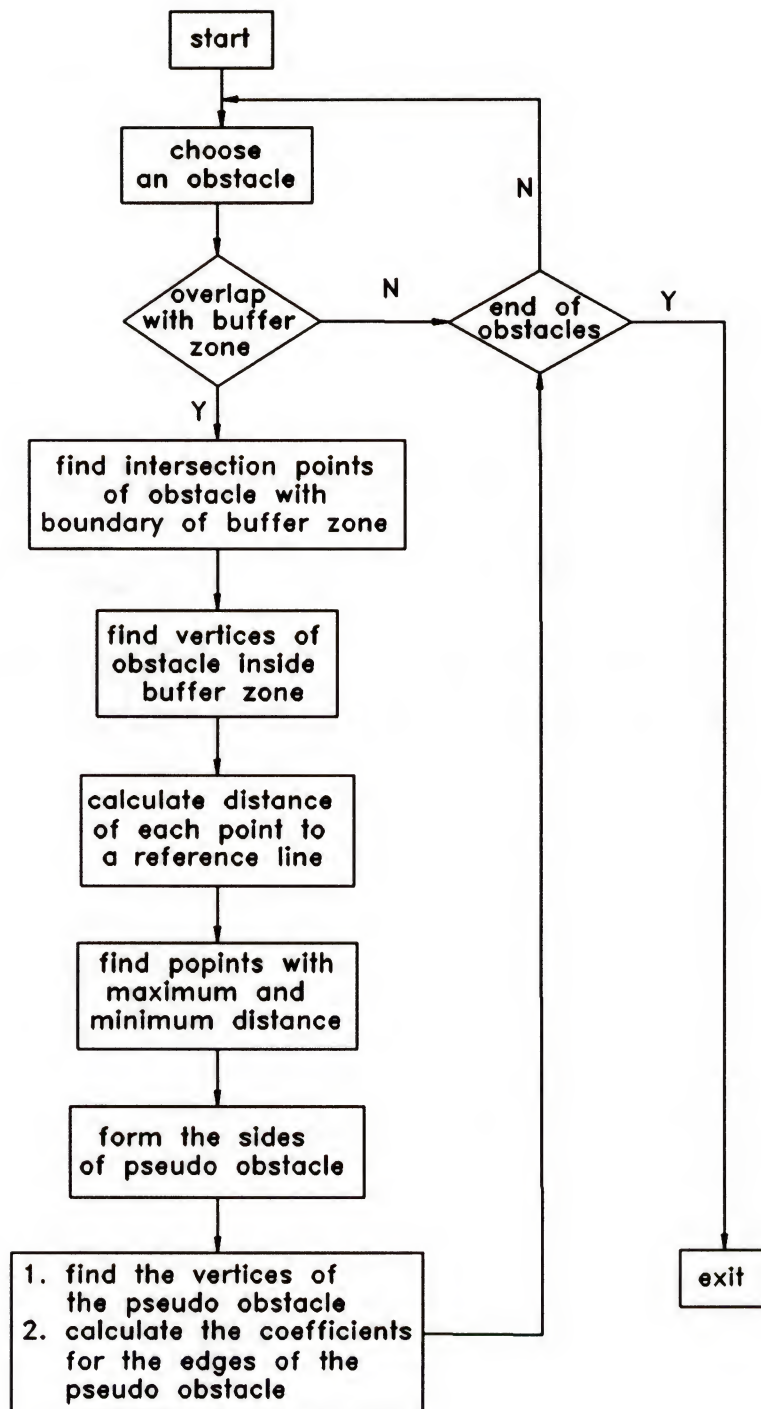 start
choose
an obstacle
N
overlap
with buffer
zone
N
end of
obstacles
Y
Y
find intersection points
of obstacle with
boundary of buffer zone
find vertices of
obstacle inside
buffer zone
calculate distance
of each point to
a reference line
find popints with
maximum and
minimum distance
form the sides
of pseudo obstacle
1. find the vertices of
the pseudo obstacle
2. calculate the coefficients
for the edges of the
pseudo obstacle
exit